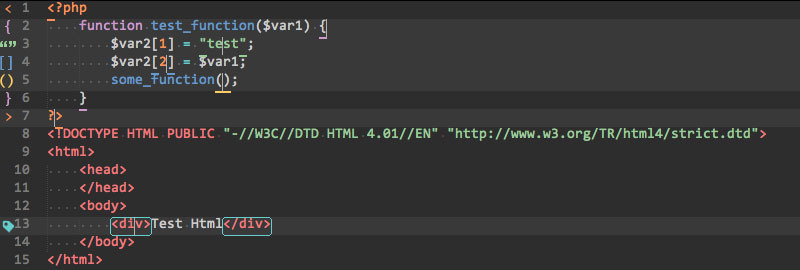 < 1 <?php
{ 2     function test_function($var1) {
“” 3         $var2[1] = "test";
[] 4         $var2[2] = $var1;
() 5         some_function();
} 6     }
> 7 ?>
8 <!DOCTYPE HTML PUBLIC "-//W3C//DTD HTML 4.01//EN" "http://www.w3.org/TR/html4/strict.dtd">
9 <html>
10     <head>
11     </head>
12     <body>
13         <div>Test Html</div>
14     </body>
15 </html>